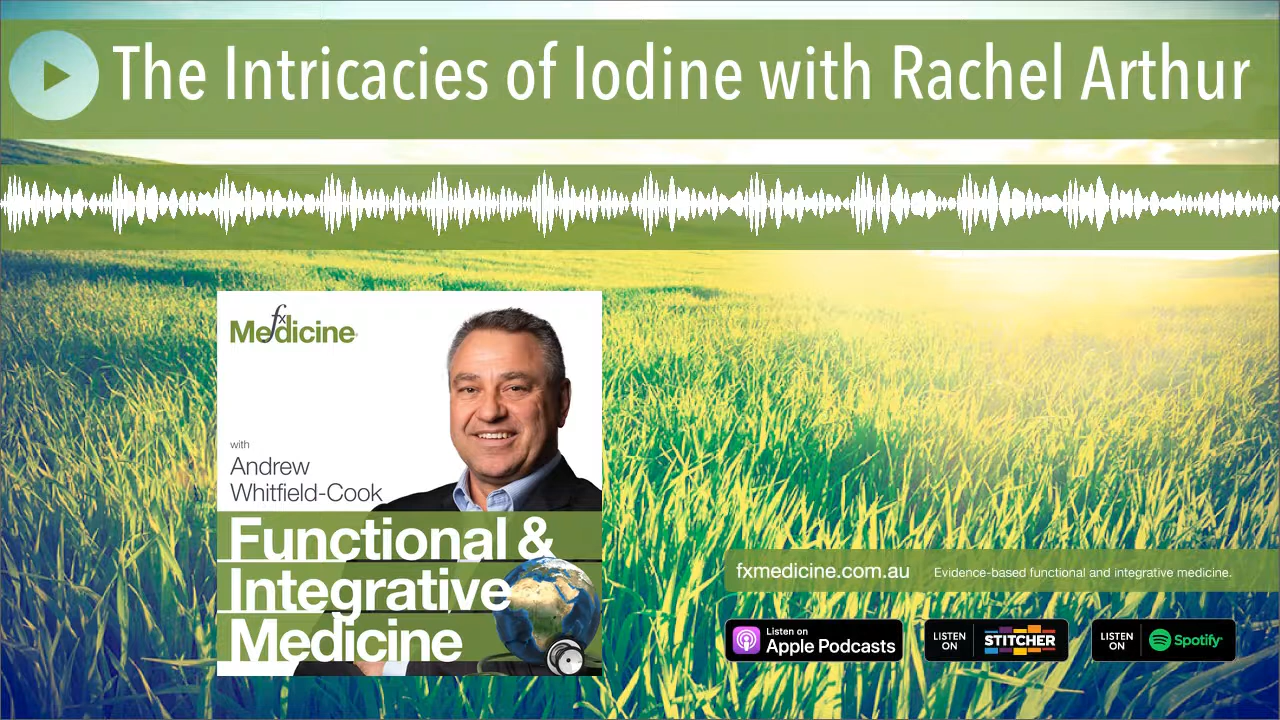 The Intricacies of Iodine with Rachel Arthur
fx
Medicine
with
Andrew
Whitfield-Cook
Functional &
Integrative
Medicine
fxmedicine.com.au
Evidence-based functional and integrative medicine.
Listen on
Apple Podcasts
LISTEN
ON
STITCHER
LISTEN
ON
Spotify